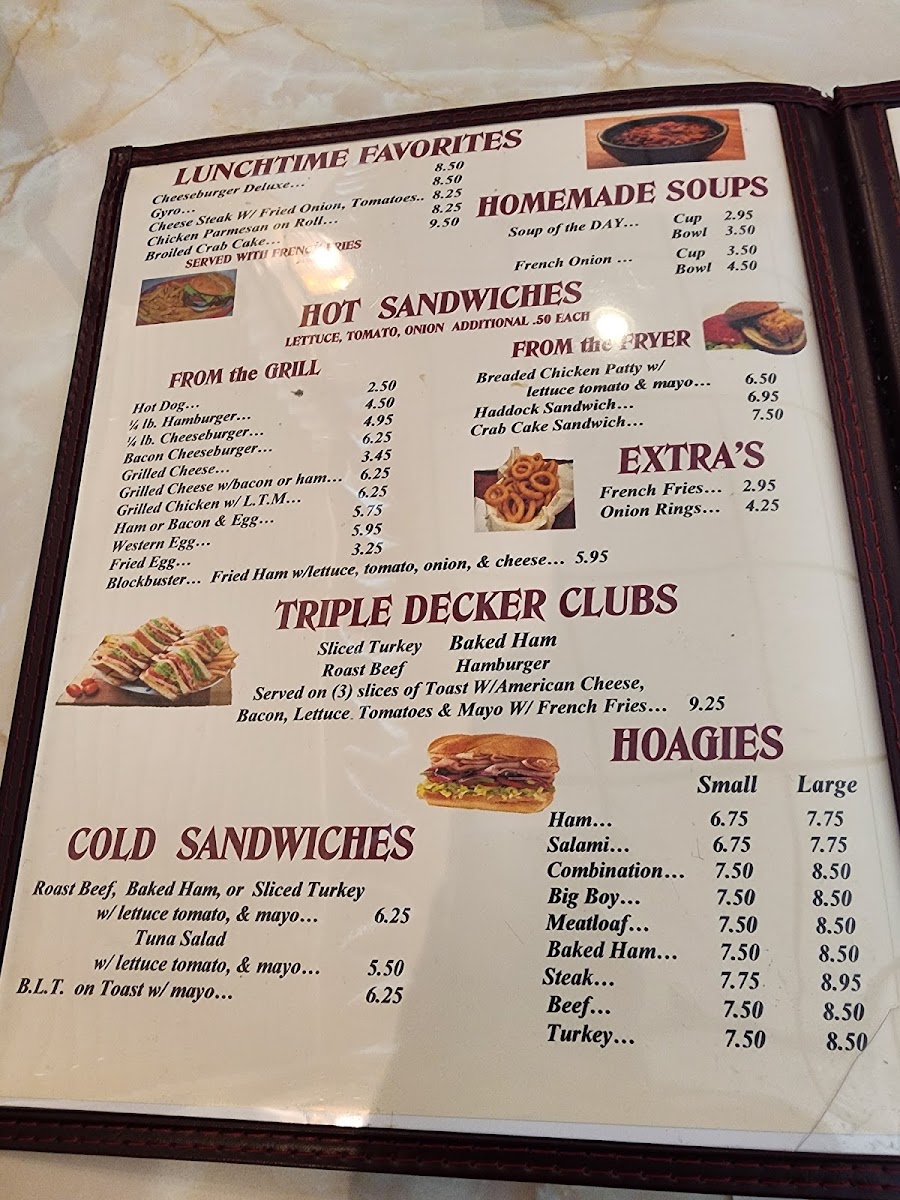 LUNCHTIME FAVORITES
Cheeseburger Deluxe... 8.50
Gyro... 8.50
Cheese Steak W/ Fried Onion, Tomatoes.. 8.25
Chicken Parmesan on Roll... 8.25
Broiled Crab Cake... 9.50
SERVED WITH FRENCH FRIES
HOMEMADE SOUPS
Soup of the DAY... Cup 2.95
Bowl 3.50
French Onion ... Cup 3.50
Bowl 4.50
HOT SANDWICHES
LETTUCE, TOMATO, ONION ADDITIONAL .50 EACH
FROM the GRILL
Hot Dog... 2.50
¼ lb. Hamburger... 4.50
¼ lb. Cheeseburger... 4.95
Bacon Cheeseburger... 6.25
Grilled Cheese... 3.45
Grilled Cheese w/bacon or ham... 6.25
Grilled Chicken w/ L.T.M... 6.25
Ham or Bacon & Egg... 5.75
Western Egg... 5.95
Fried Egg... 3.25
Blockbuster... Fried Ham w/lettuce, tomato, onion, & cheese... 5.95
FROM the FRYER
Breaded Chicken Patty w/
lettuce tomato & mayo... 6.50
Haddock Sandwich... 6.95
Crab Cake Sandwich... 7.50
EXTRA'S
French Fries... 2.95
Onion Rings... 4.25
TRIPLE DECKER CLUBS
Sliced Turkey Baked Ham
Roast Beef Hamburger
Served on (3) slices of Toast W/American Cheese,
Bacon, Lettuce, Tomatoes & Mayo W/ French Fries... 9.25
HOAGIES
Small Large
Ham... 6.75 7.75
Salami... 6.75 7.75
Combination... 7.50 8.50
Big Boy... 7.50 8.50
Meatloaf... 7.50 8.50
Baked Ham... 7.50 8.50
Steak... 7.75 8.95
Beef... 7.50 8.50
Turkey... 7.50 8.50
COLD SANDWICHES
Roast Beef, Baked Ham, or Sliced Turkey
w/ lettuce tomato, & mayo... 6.25
Tuna Salad
w/ lettuce tomato, & mayo... 5.50
B.L.T. on Toast w/ mayo... 6.25